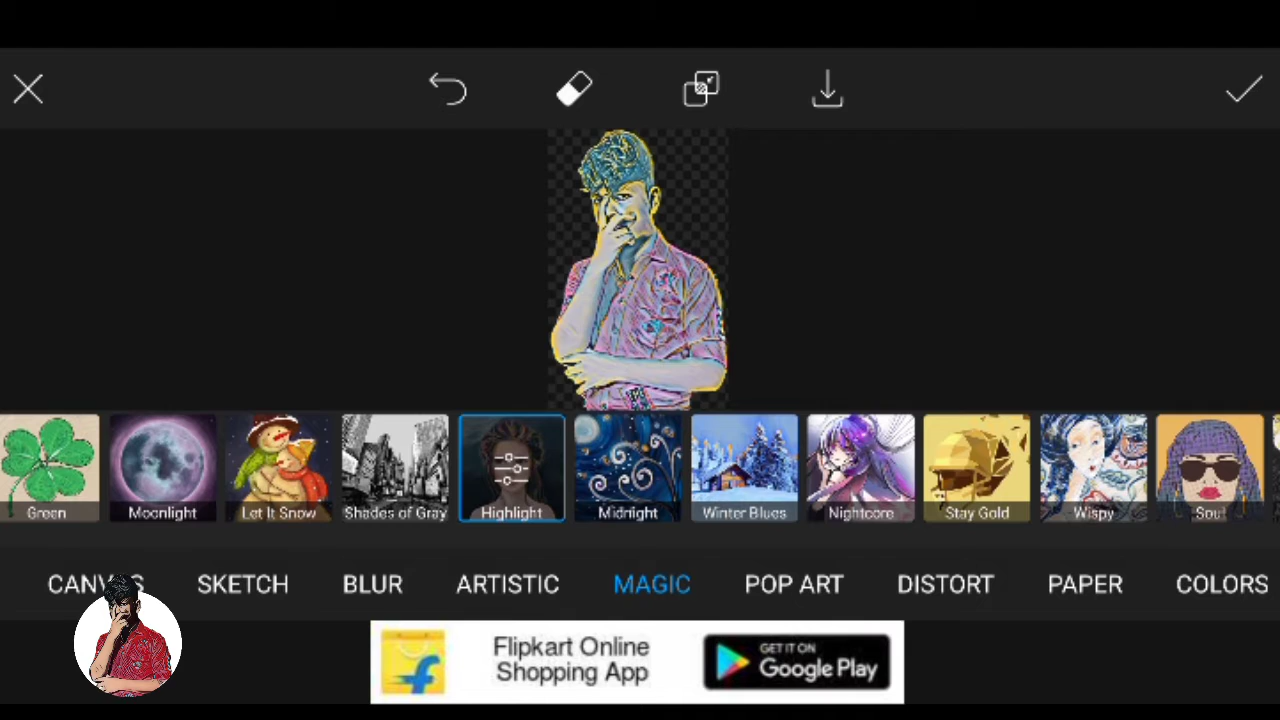 Green
Moonlight
Let It Snow
Shades of Gray
Highlight
Midnight
Winter Blues
Nightcore
Stay Gold
Wispy
Soul
CANVAS
SKETCH
BLUR
ARTISTIC
MAGIC
POP ART
DISTORT
PAPER
COLORS
Flipkart Online
Shopping App
GET IT ON
Google Play